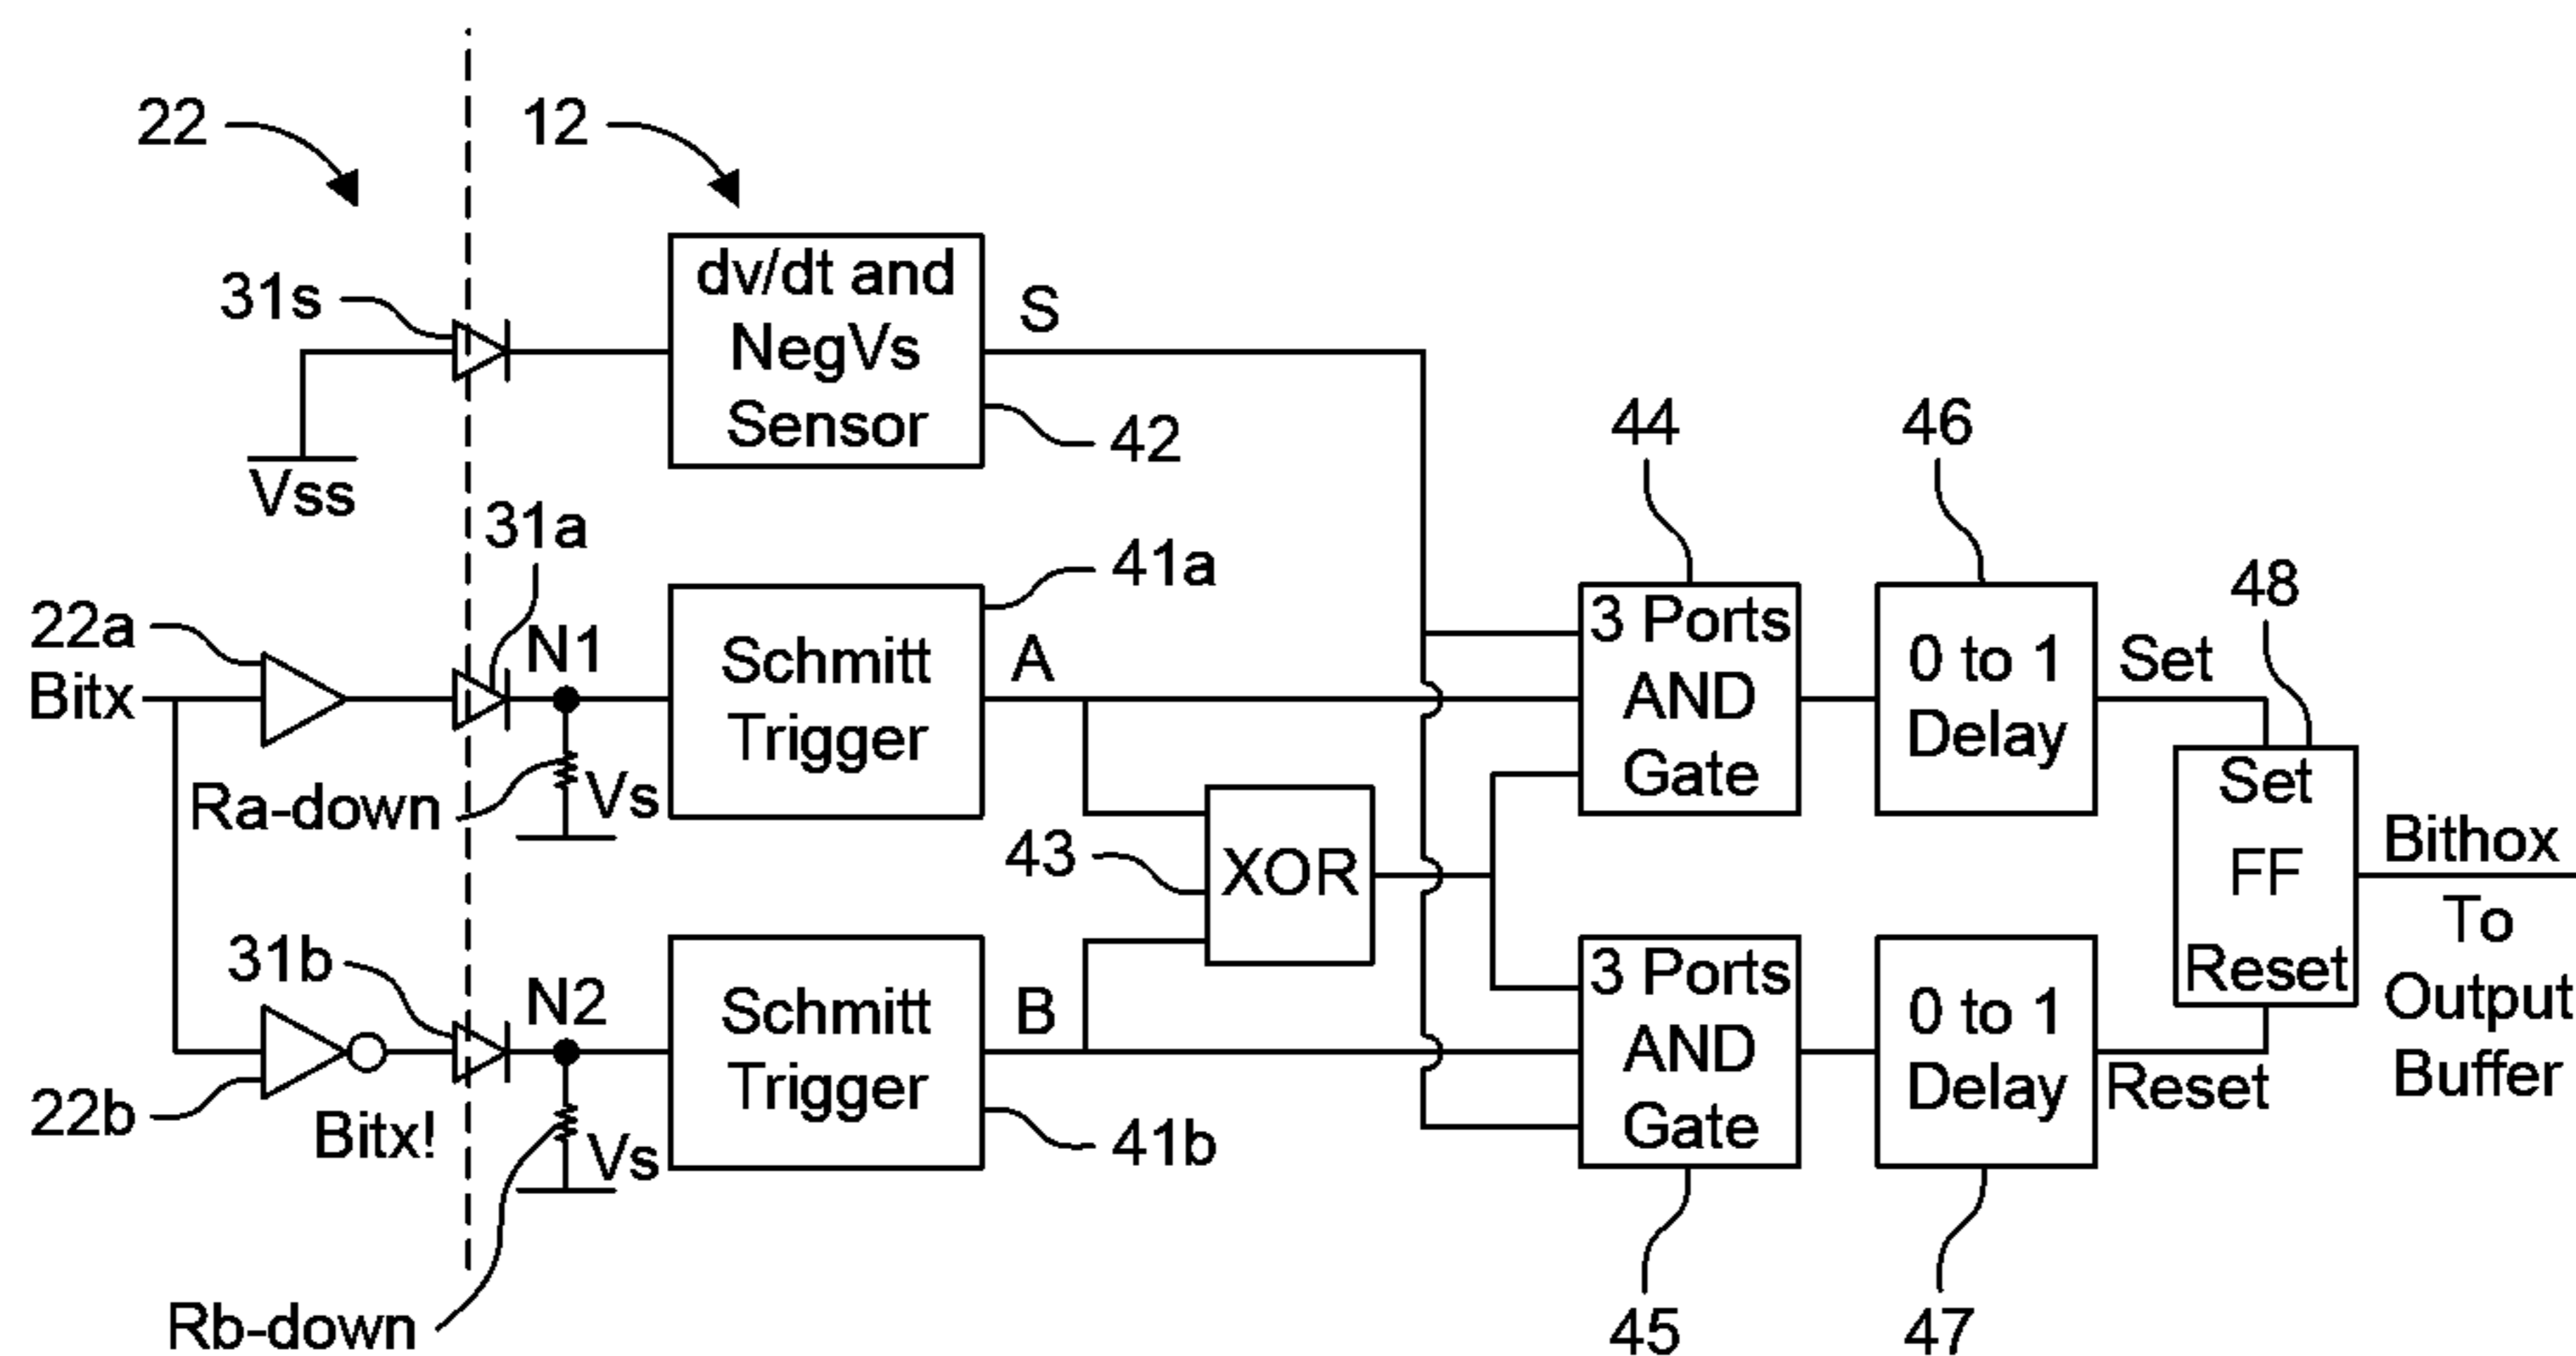 22
12
31s
dv/dt and
NegVs
Sensor
S
42
Vss
31a
41a
44
46
48
22a
Bitx
N1
Schmitt
Trigger
A
3 Ports
AND
Gate
0 to 1
Delay
Set
Ra-down
Vs
43
XOR
Set
FF
Reset
Bithox
To
Output
Buffer
31b
N2
Schmitt
Trigger
B
3 Ports
AND
Gate
0 to 1
Delay
Reset
22b
Bitx!
Vs
41b
Rb-down
45
47